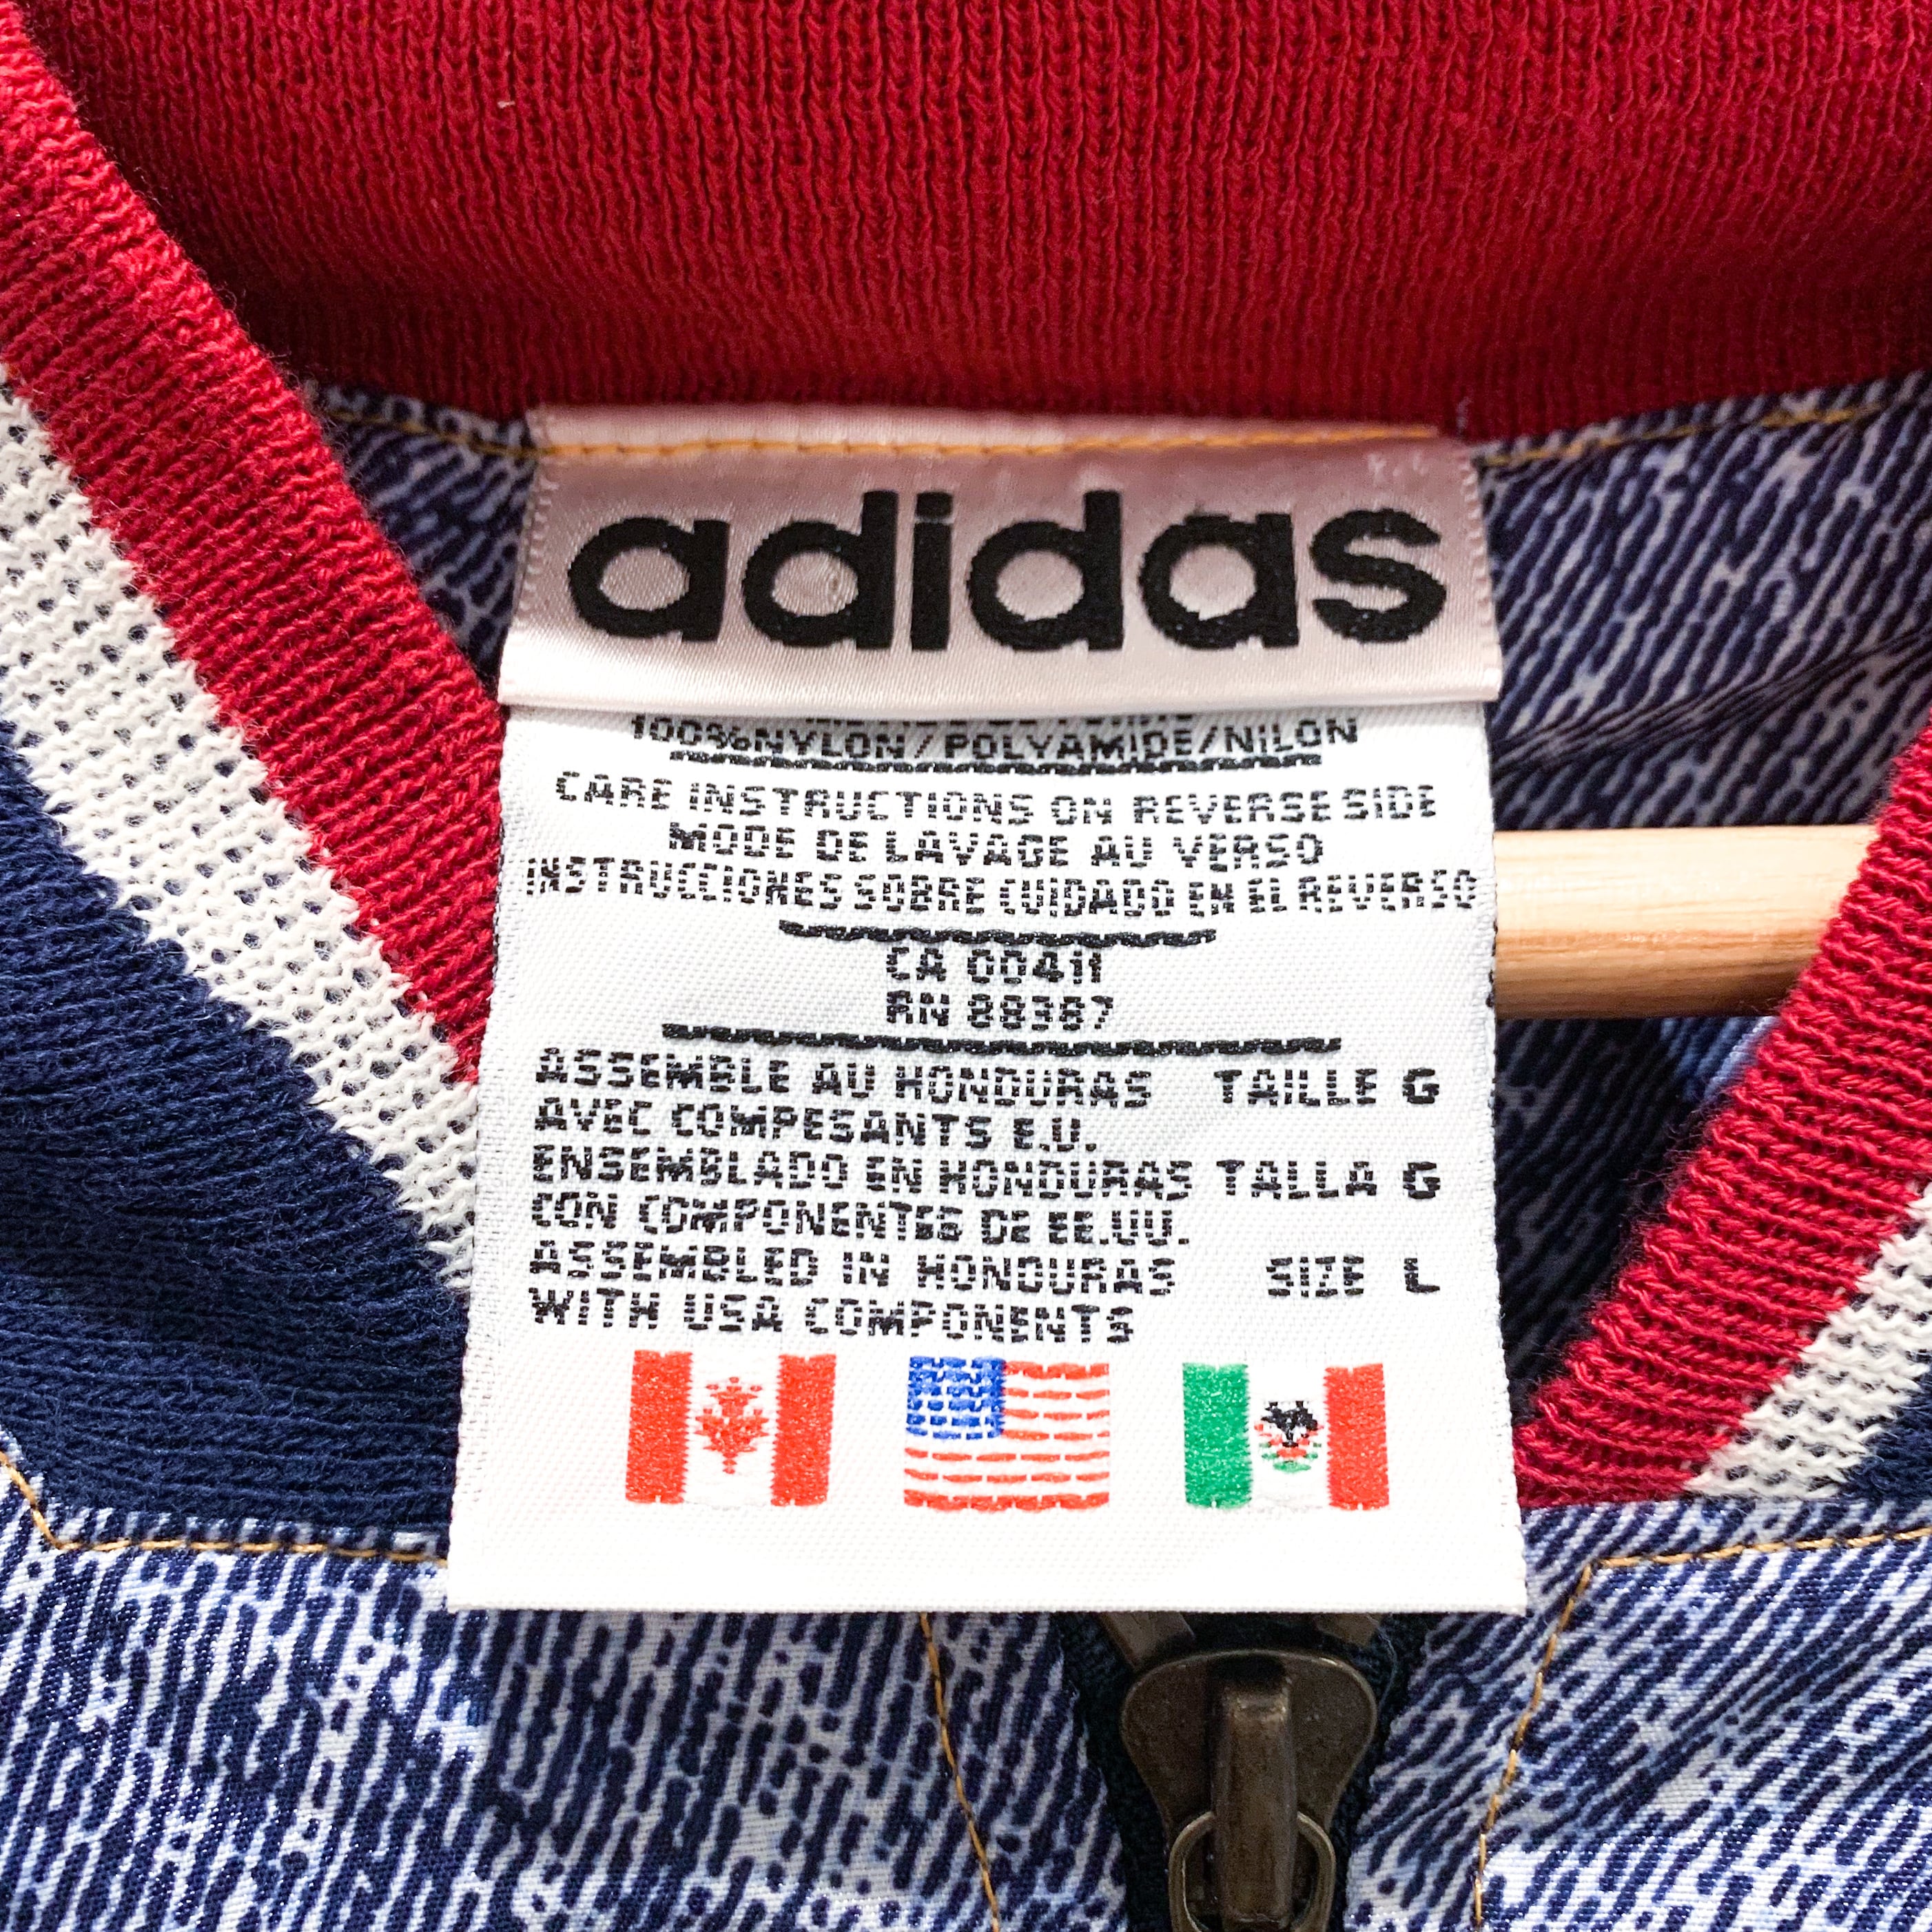 adidas
100%NYLON/POLYAMIDE/NILON
CARE INSTRUCTIONS ON REVERSE SIDE
MODE DE LAVAGE AU VERSO
INSTRUCCIONES SOBRE CUIDADO EN EL REVERSO
CA 00411
RN 88387
ASSEMBLE AU HONDURAS TAILLE G
AVEC COMPESANTS E.U.
ENSEMBLADO EN HONDURAS TALLA G
CON COMPONENTES DE EE.UU.
ASSEMBLED IN HONDURAS SIZE L
WITH USA COMPONENTS